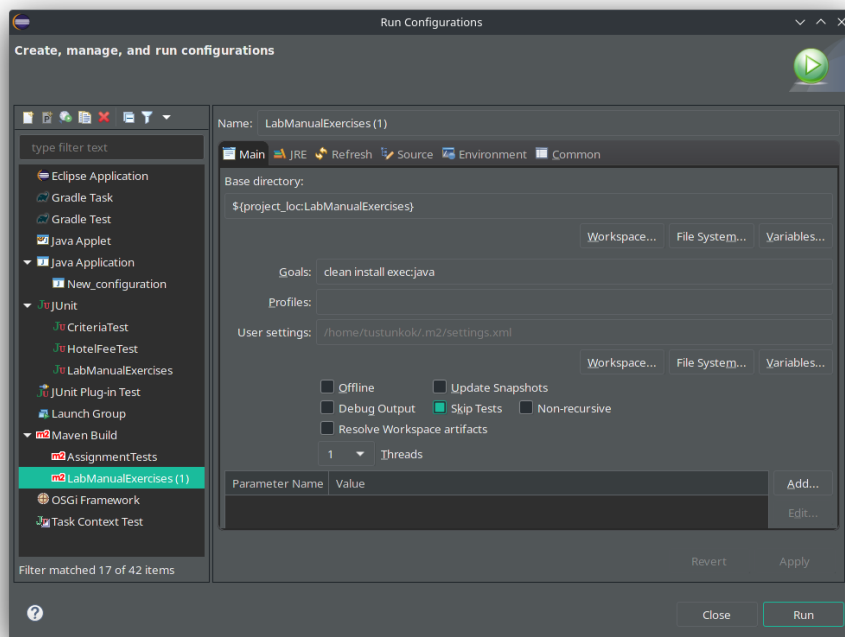 Run Configurations
Create, manage, and run configurations
type filter text
Eclipse Application
Gradle Task
Gradle Test
Java Applet
Java Application
New_configuration
JUnit
CriteriaTest
HotelFeeTest
LabManualExercises
JUnit Plug-in Test
Launch Group
Maven Build
AssignmentTests
LabManualExercises (1)
OSGi Framework
Task Context Test
Filter matched 17 of 42 items
Name: LabManualExercises (1)
Main JRE Refresh Source Environment Common
Base directory:
${project_loc:LabManualExercises}
Workspace... File System... Variables...
Goals: clean install exec:java
Profiles:
User settings: /home/tustunkok/.m2/settings.xml
Workspace... File System... Variables...
Offline Update Snapshots
Debug Output Skip Tests Non-recursive
Resolve Workspace artifacts
1 Threads
Parameter Name Value Add...
Edit...
Revert Apply
Close Run